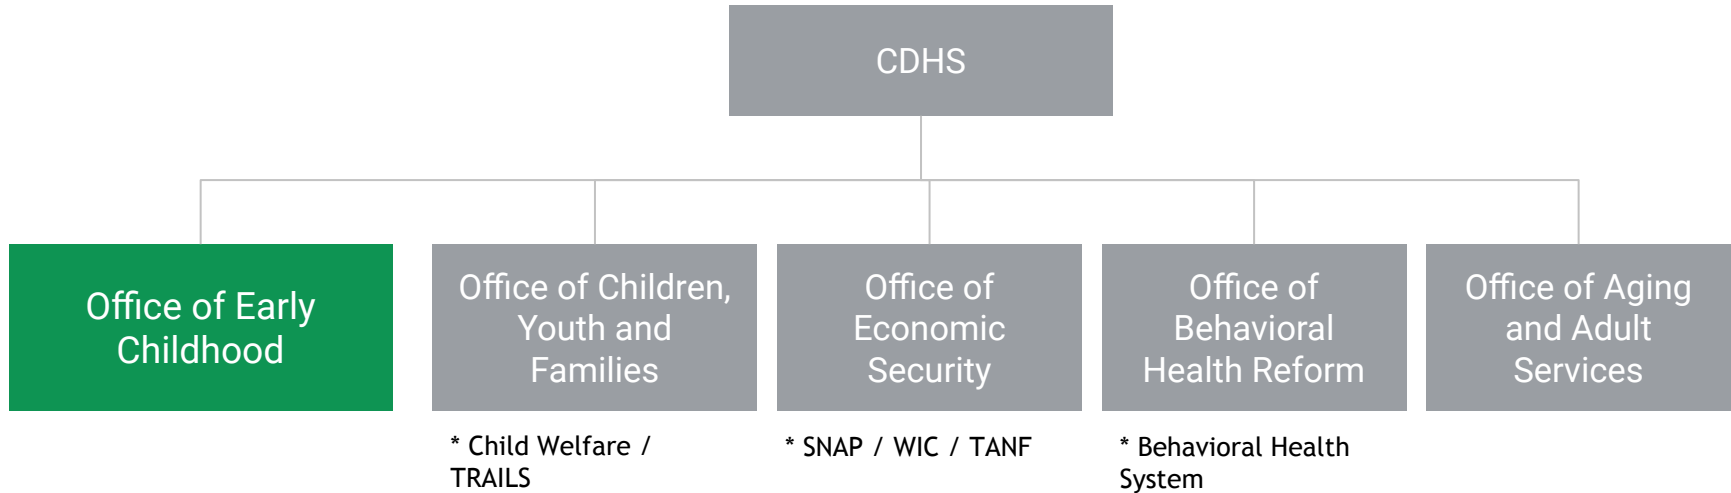 CDHS
Office of Early
Childhood
Office of Children,
Youth and
Families
Office of
Economic
Security
Office of
Behavioral
Health Reform
Office of Aging
and Adult
Services
* Child Welfare /
TRAILS
* SNAP / WIC / TANF
* Behavioral Health
System